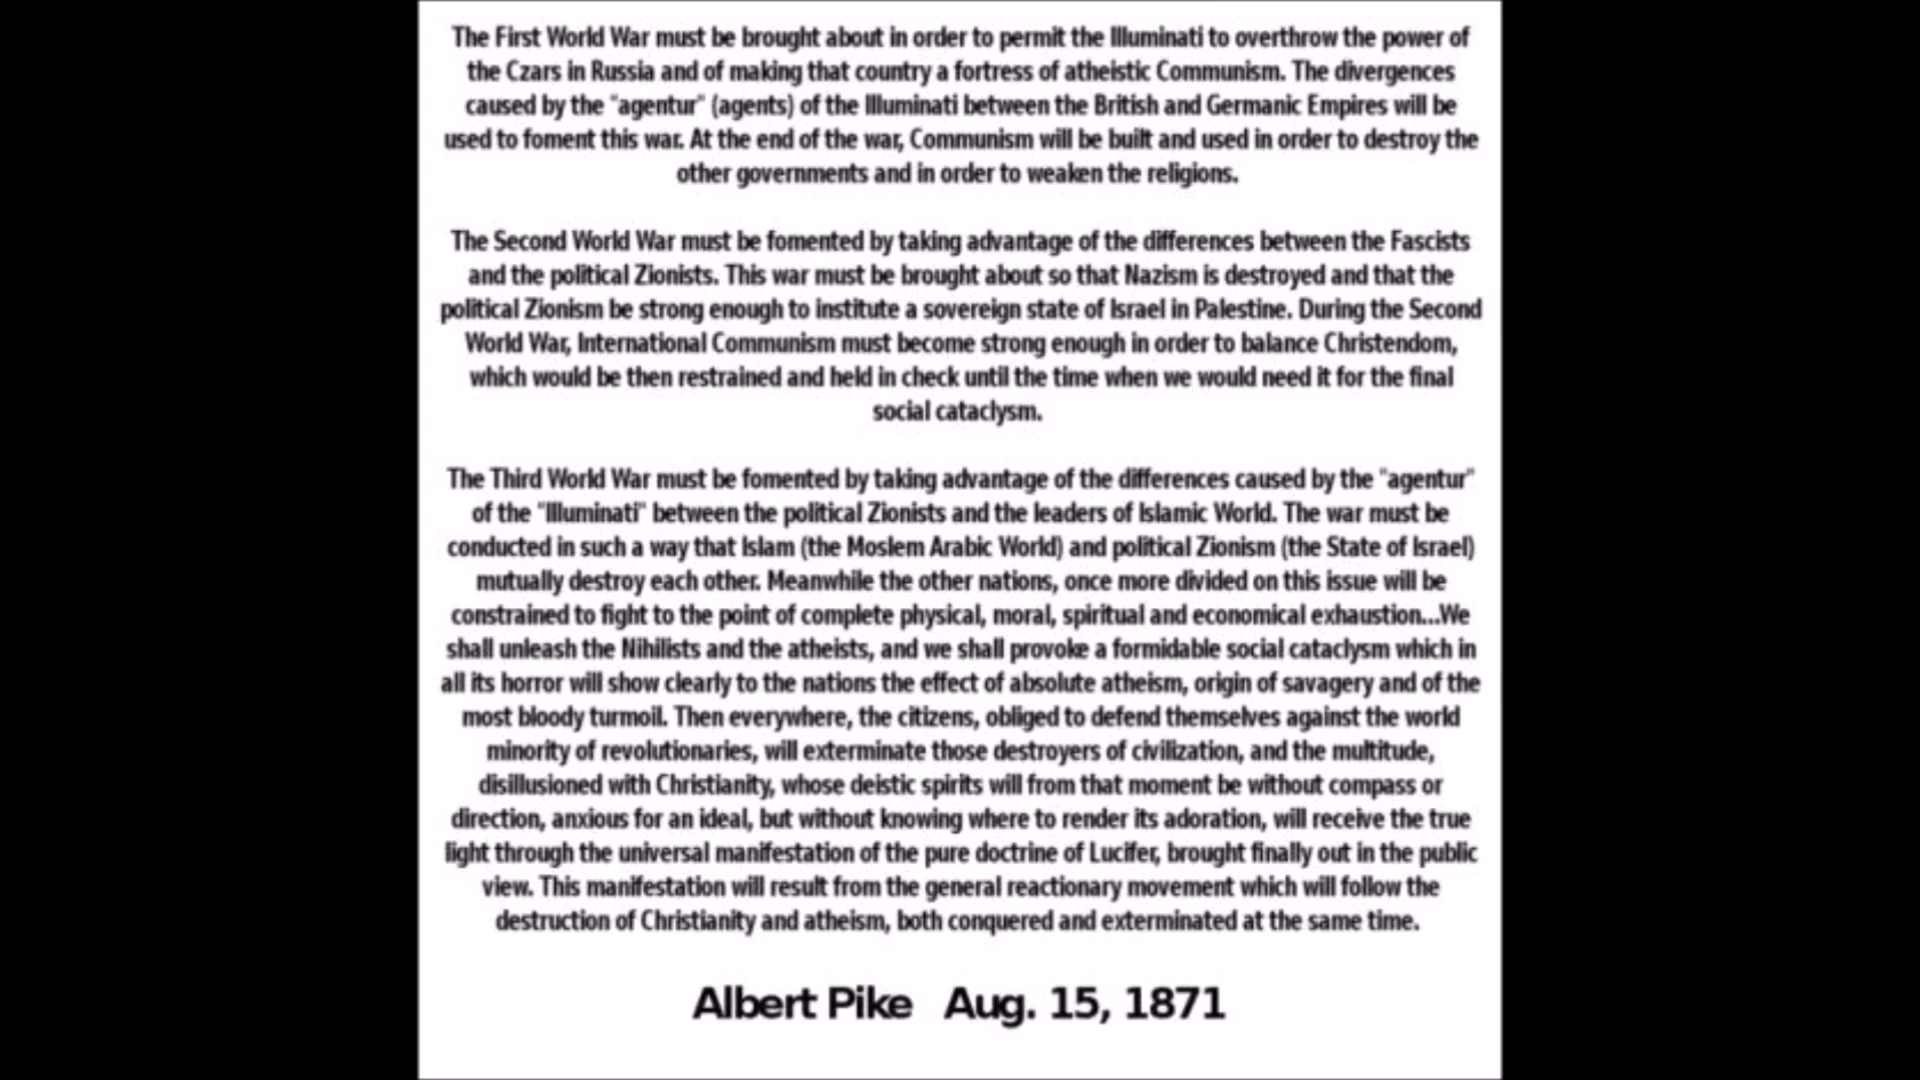 The First World War must be brought about in order to permit the Illuminati to overthrow the power of
the Czars in Russia and of making that country a fortress of atheistic Communism. The divergences
caused by the "agentur" (agents) of the Illuminati between the British and Germanic Empires will be
used to foment this war. At the end of the war, Communism will be built and used in order to destroy the
other governments and in order to weaken the religions.
The Second World War must be fomented by taking advantage of the differences between the Fascists
and the political Zionists. This war must be brought about so that Nazism is destroyed and that the
political Zionism be strong enough to institute a sovereign state of Israel in Palestine. During the Second
World War, International Communism must become strong enough in order to balance Christendom,
which would be then restrained and held in check until the time when we would need it for the final
social cataclysm.
The Third World War must be fomented by taking advantage of the differences caused by the "agentur"
of the "Illuminati" between the political Zionists and the leaders of Islamic World. The war must be
conducted in such a way that Islam (the Moslem Arabic World) and political Zionism (the State of Israel)
mutually destroy each other. Meanwhile the other nations, once more divided on this issue will be
constrained to fight to the point of complete physical, moral, spiritual and economical exhaustion...We
shall unleash the Nihilists and the atheists, and we shall provoke a formidable social cataclysm which in
all its horror will show clearly to the nations the effect of absolute atheism, origin of savagery and of the
most bloody turmoil. Then everywhere, the citizens, obliged to defend themselves against the world
minority of revolutionaries, will exterminate those destroyers of civilization, and the multitude,
disillusioned with Christianity, whose deistic spirits will from that moment be without compass or
direction, anxious for an ideal, but without knowing where to render its adoration, will receive the true
light through the universal manifestation of the pure doctrine of Lucifer, brought finally out in the public
view. This manifestation will result from the general reactionary movement which will follow the
destruction of Christianity and atheism, both conquered and exterminated at the same time.
Albert Pike Aug. 15, 1871